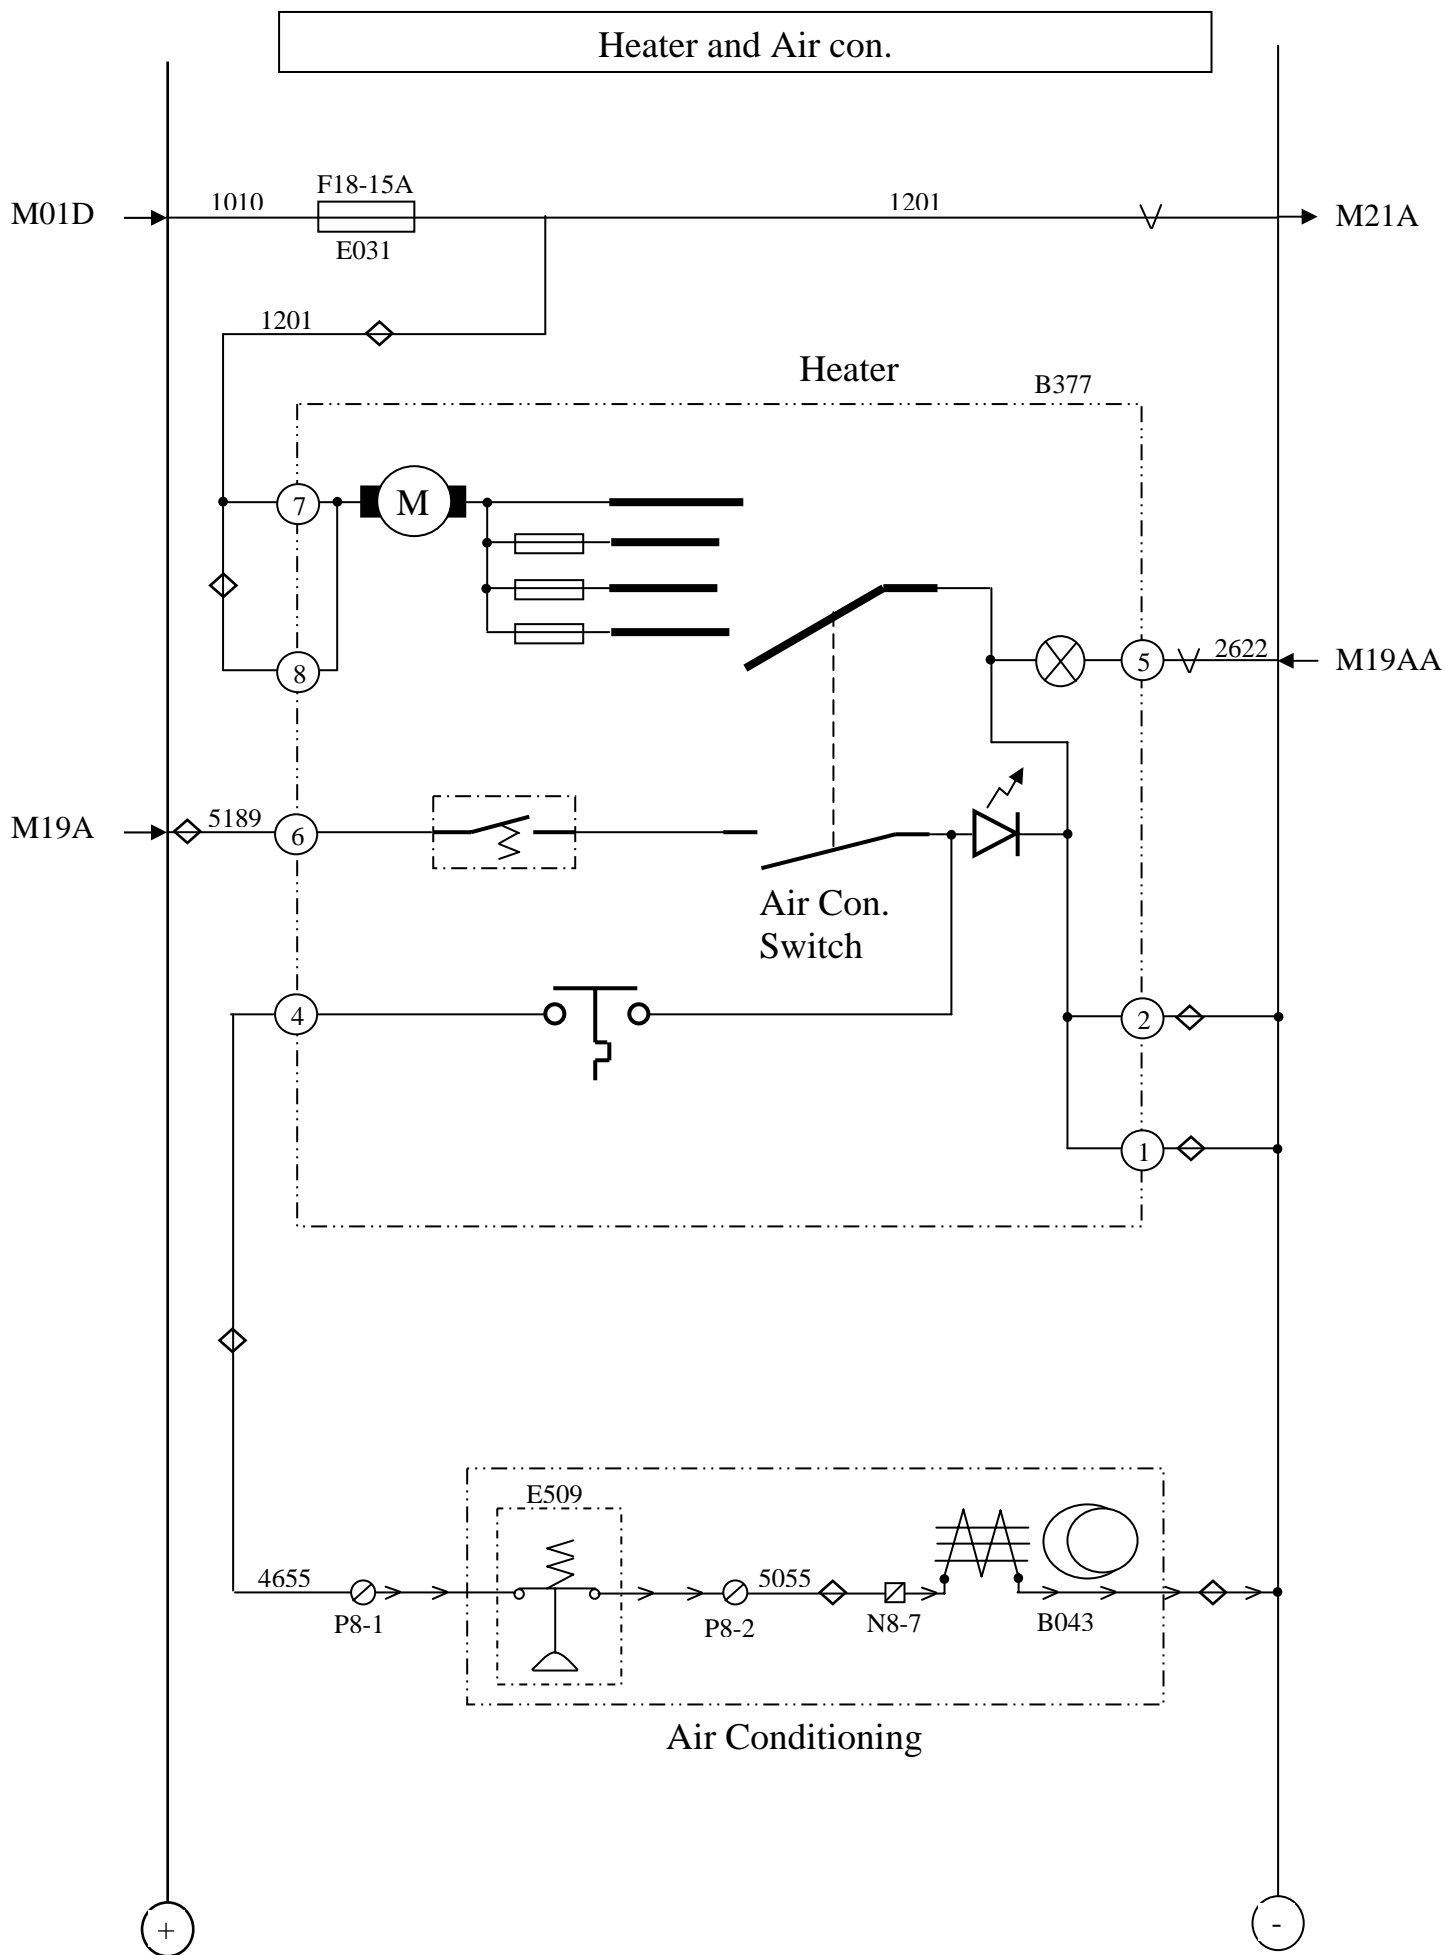 Heater and Air con.
F18-15A
M01D
1010
1201
M21A
E031
1201
Heater
B377
7
M
8
5
2622
M19AA
M19A
5189
6
Air Con.
Switch
4
2
1
E509
4655
5055
P8-1
P8-2
N8-7
B043
Air Conditioning
+
-